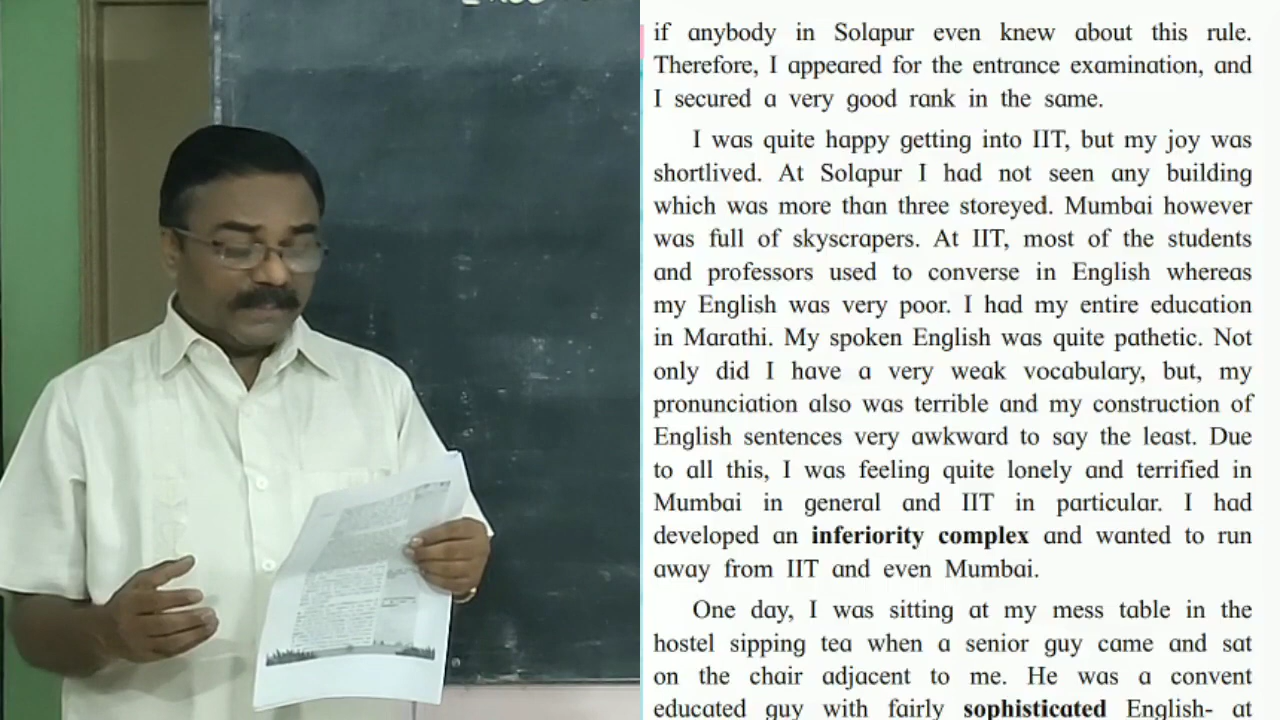 if anybody in Solapur even knew about this rule.
Therefore, I appeared for the entrance examination, and
I secured a very good rank in the same.
I was quite happy getting into IIT, but my joy was
shortlived. At Solapur I had not seen any building
which was more than three storeyed. Mumbai however
was full of skyscrapers. At IIT, most of the students
and professors used to converse in English whereas
my English was very poor. I had my entire education
in Marathi. My spoken English was quite pathetic. Not
only did I have a very weak vocabulary, but, my
pronunciation also was terrible and my construction of
English sentences very awkward to say the least. Due
to all this, I was feeling quite lonely and terrified in
Mumbai in general and IIT in particular. I had
developed an inferiority complex and wanted to run
away from IIT and even Mumbai.
One day, I was sitting at my mess table in the
hostel sipping tea when a senior guy came and sat
on the chair adjacent to me. He was a convent
educated guy with fairly sophisticated English- at